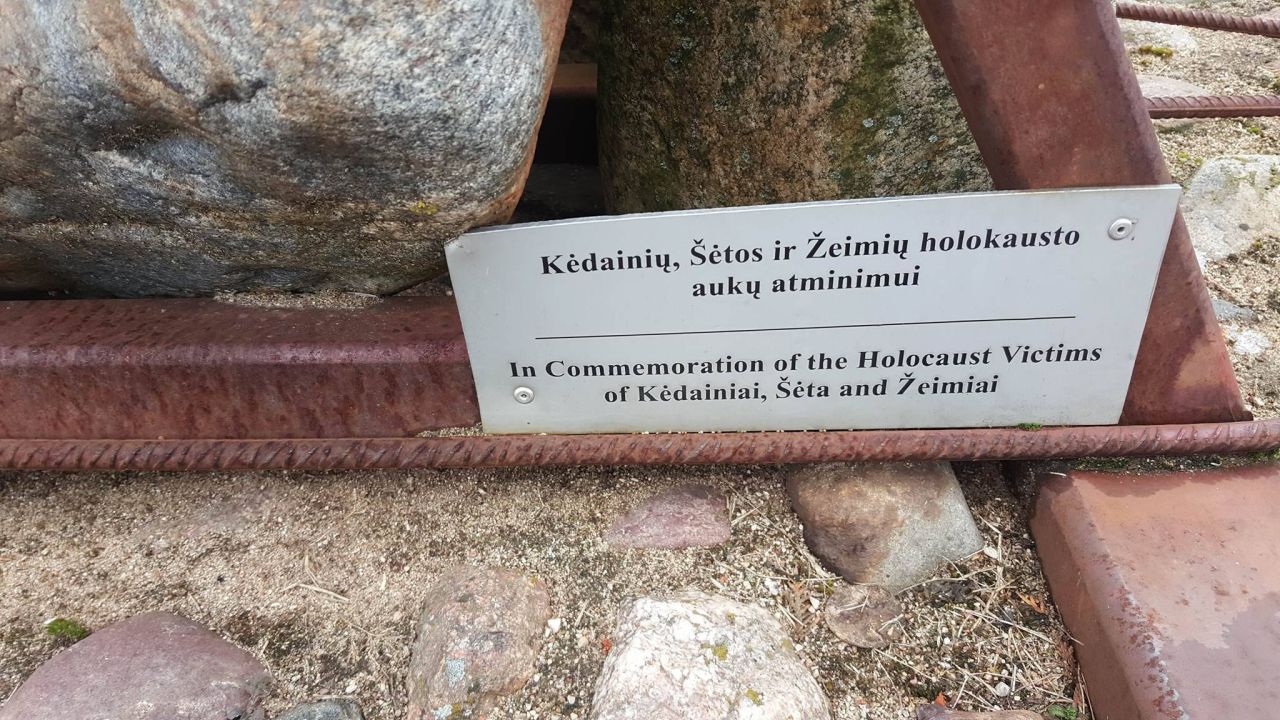 Kėdainių, Šėtos ir Žeimių holokausto
aukų atminimui
In Commemoration of the Holocaust Victims
of Kėdainiai, Šėta and Žeimiai